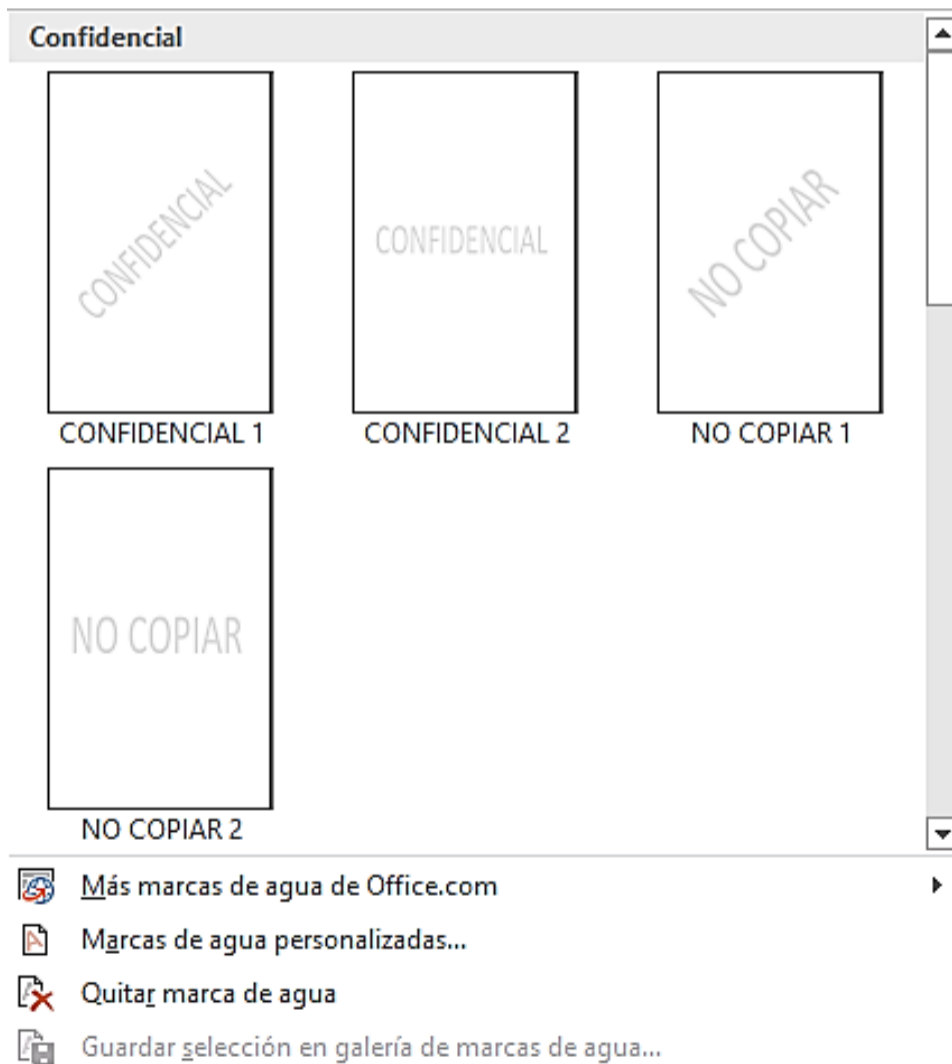 Confidencial
CONFIDENCIAL
CONFIDENCIAL
NO COPIAR
CONFIDENCIAL 1
CONFIDENCIAL 2
NO COPIAR 1
NO COPIAR
NO COPIAR 2
Más marcas de agua de Office.com
Marcas de agua personalizadas...
Quitar marca de agua
Guardar selección en galería de marcas de agua...